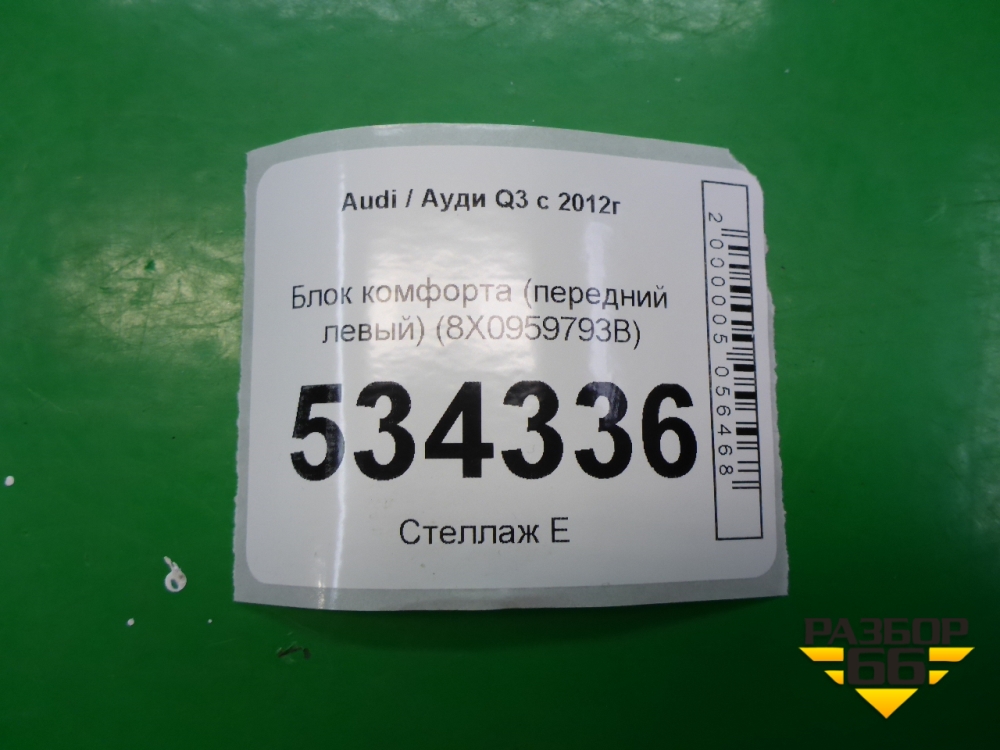 Audi / Ауди Q3 с 2012г
Блок комфорта (передний
левый) (8X0959793B)
534336
Стеллаж Е
2000005056468
РАЗБОР
66